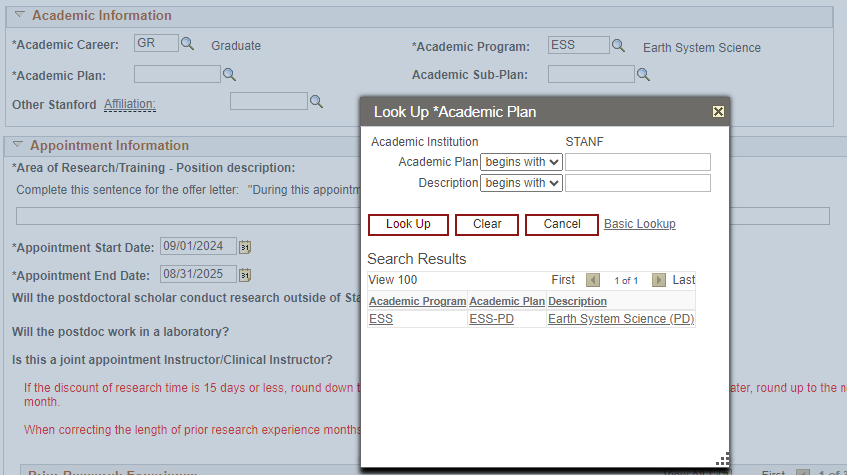 Academic Information
*Academic Career: GR Graduate *Academic Program: ESS Earth System Science
*Academic Plan: Academic Sub-Plan:
Other Stanford Affiliation:
Appointment Information
*Area of Research/Training - Position description:
Complete this sentence for the offer letter: "During this appointm
*Appointment Start Date: 09/01/2024 31
*Appointment End Date: 08/31/2025 31
Will the postdoctoral scholar conduct research outside of Sta
Will the postdoc work in a laboratory?
Is this a joint appointment Instructor/Clinical Instructor?
If the discount of research time is 15 days or less, round down t
ater, round up to the n
month.
When correcting the length of prior research experience months
Look Up *Academic Plan
Academic Institution STANF
Academic Plan begins with
Description begins with
Look Up Clear Cancel Basic Lookup
Search Results
View 100 First 1 of 1 Last
Academic Program Academic Plan Description
ESS ESS-PD Earth System Science (PD)